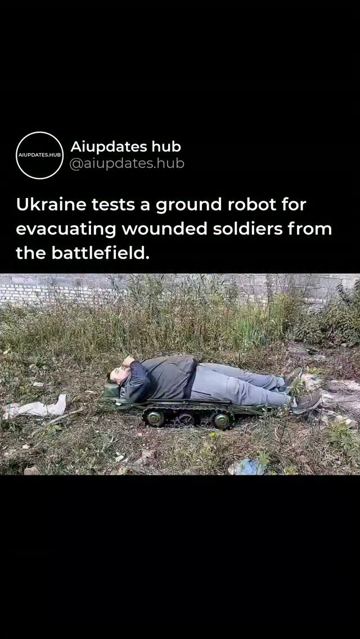 AIUPDATES.HUB
Aiupdates hub
@aiupdates.hub
Ukraine tests a ground robot for
evacuating wounded soldiers from
the battlefield.